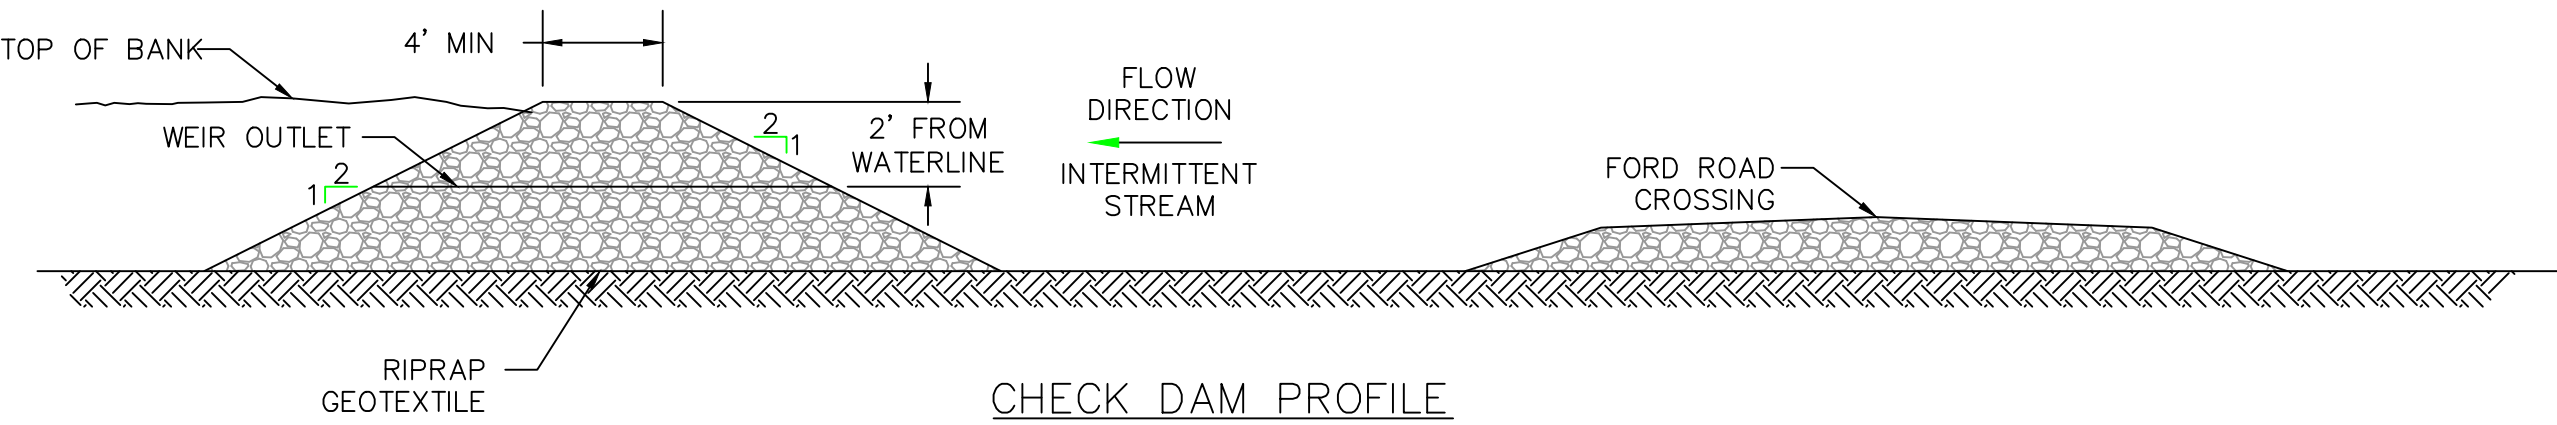 TOP OF BANK
4' MIN
WEIR OUTLET
2
1
2
1
2' FROM
WATERLINE
FLOW
DIRECTION
INTERMITTENT
STREAM
FORD ROAD
CROSSING
RIPRAP
GEOTEXTILE
CHECK DAM PROFILE